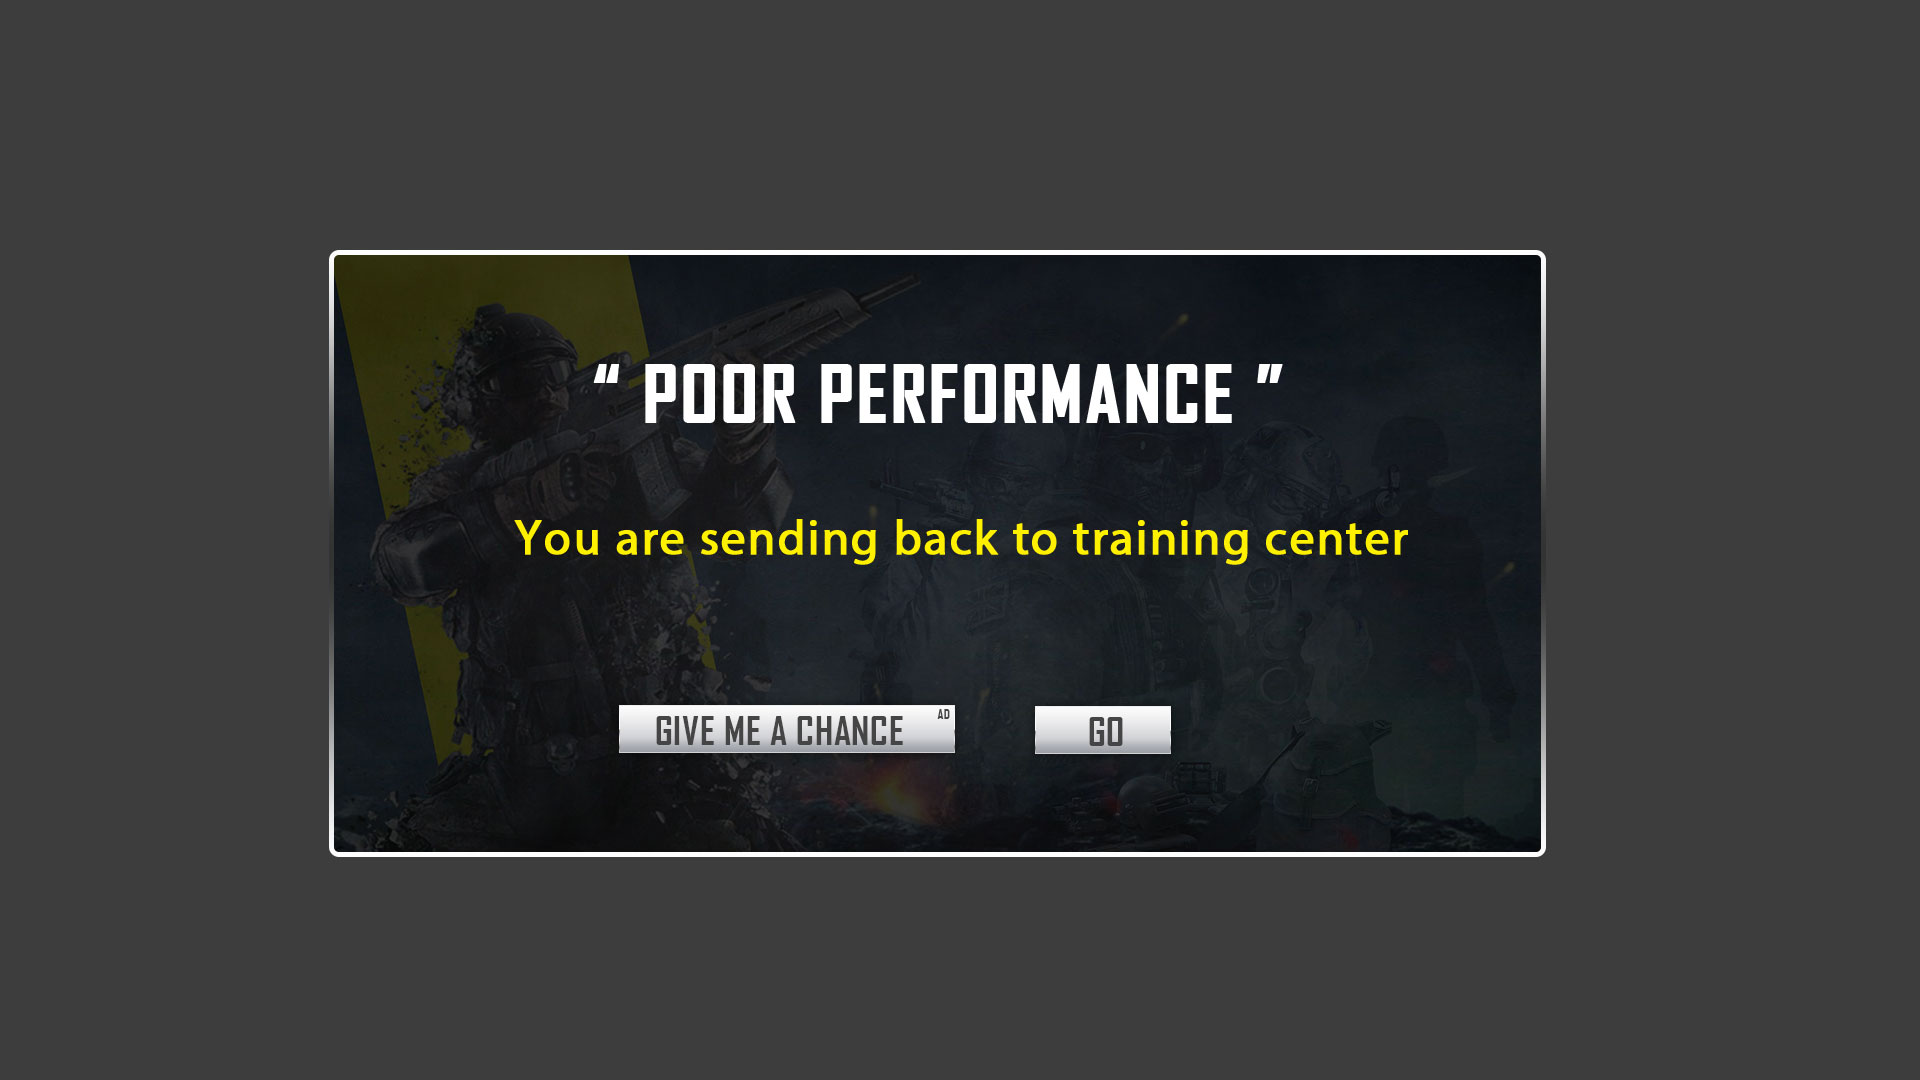 “ POOR PERFORMANCE ”
You are sending back to training center
GIVE ME A CHANCE AD
GO